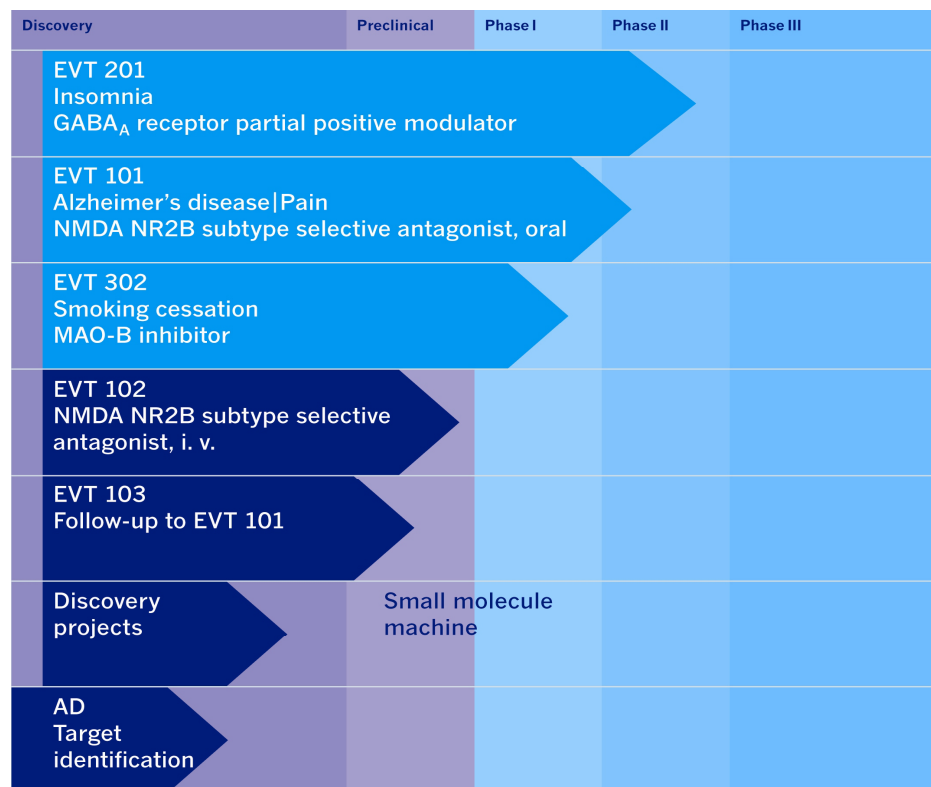 Discovery Preclinical Phase I Phase II Phase III
EVT 201
Insomnia
GABA_A receptor partial positive modulator
EVT 101
Alzheimer’s disease|Pain
NMDA NR2B subtype selective antagonist, oral
EVT 302
Smoking cessation
MAO-B inhibitor
EVT 102
NMDA NR2B subtype selective
antagonist, i. v.
EVT 103
Follow-up to EVT 101
Discovery
projects
Small molecule
machine
AD
Target
identification